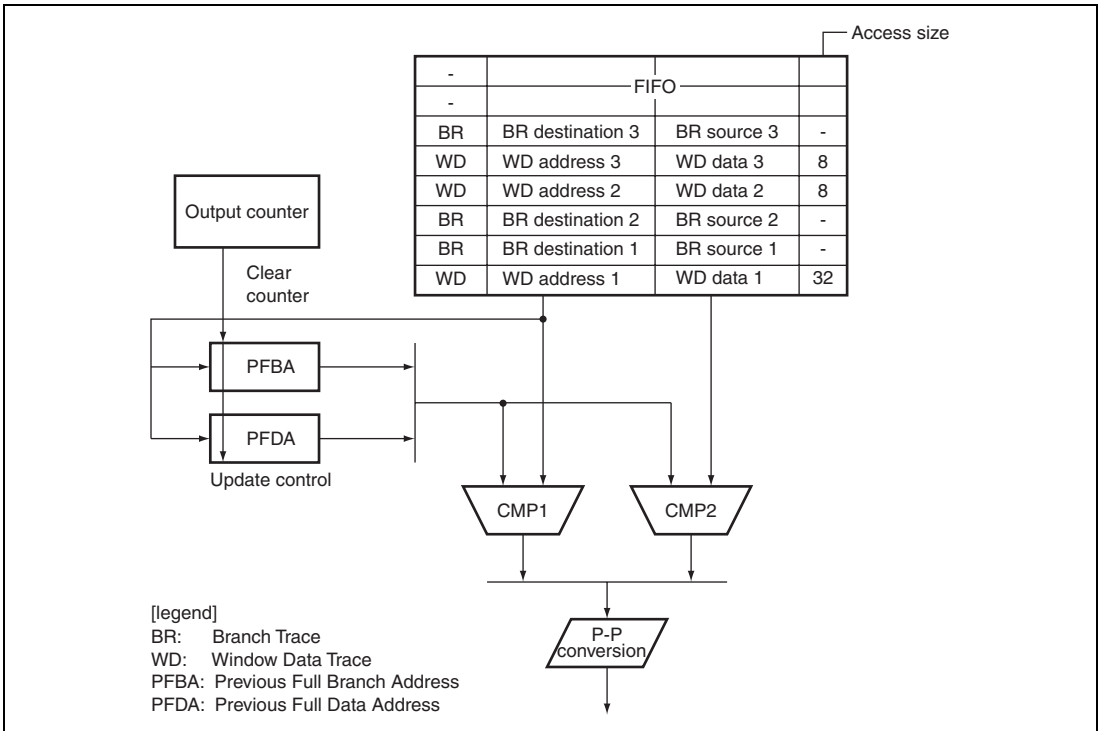 Access size
-
FIFO
-
BR BR destination 3 BR source 3 -
WD WD address 3 WD data 3 8
WD WD address 2 WD data 2 8
BR BR destination 2 BR source 2 -
BR BR destination 1 BR source 1 -
WD WD address 1 WD data 1 32
Output counter
Clear
counter
PFBA
PFDA
Update control
CMP1 CMP2
P-P
conversion
[legend]
BR: Branch Trace
WD: Window Data Trace
PFBA: Previous Full Branch Address
PFDA: Previous Full Data Address